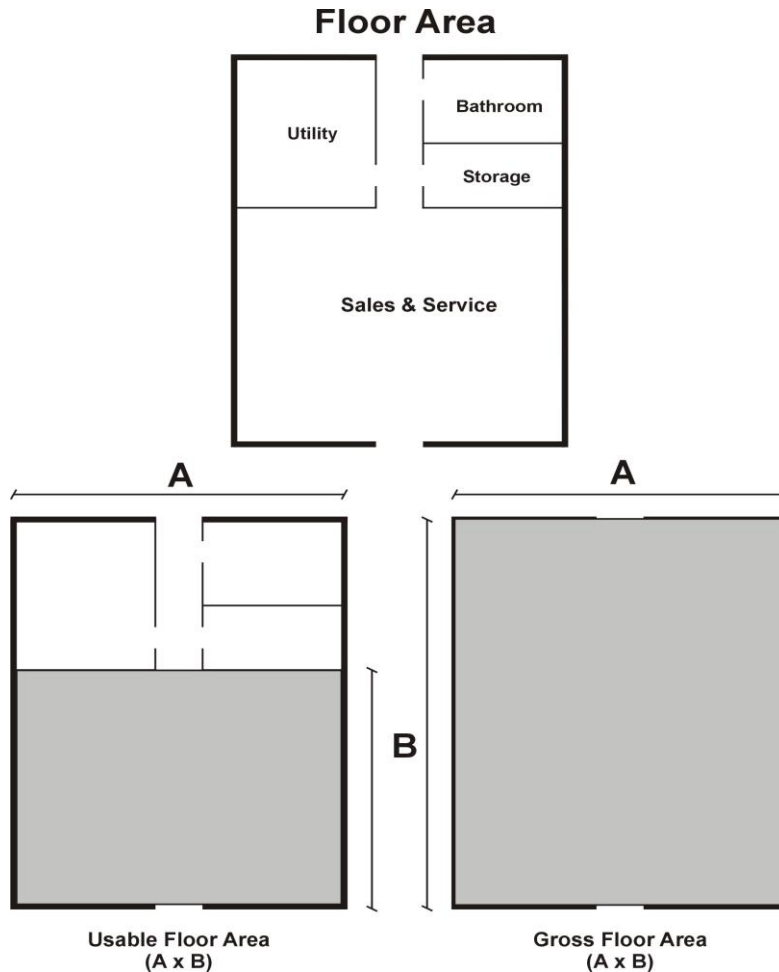 Floor Area
Utility
Bathroom
Storage
Sales & Service
A
A
B
Usable Floor Area
(A x B)
Gross Floor Area
(A x B)